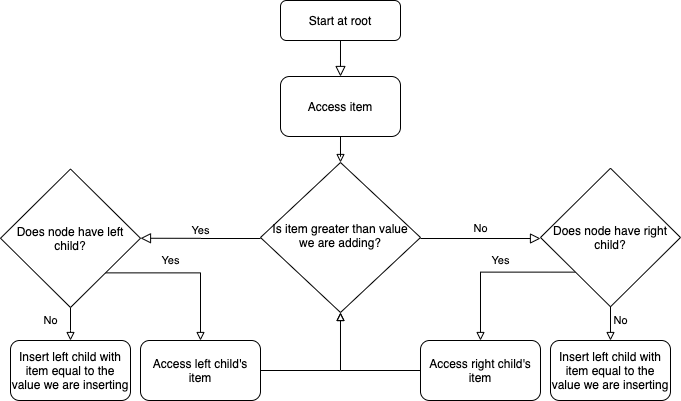 Start at root
Access item
Is item greater than value
we are adding?
Yes
No
Does node have left
child?
Does node have right
child?
Yes
Yes
No
No
Insert left child with
item equal to the
value we are inserting
Access left child's
item
Access right child's
item
Insert left child with
item equal to the
value we are inserting